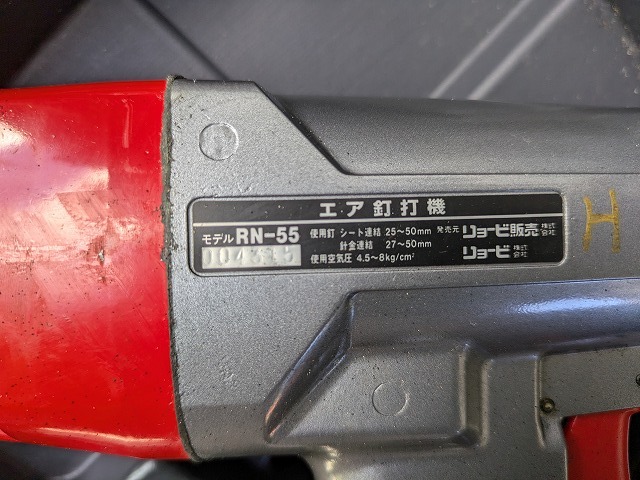 エア釘打機
モデル RN-55 使用釘 シート連結 25～50mm 発売元 リョービ販売株式会社
針金連結 27～50mm リョービ株式会社
使用空気圧 4.5～8kg/cm²
H